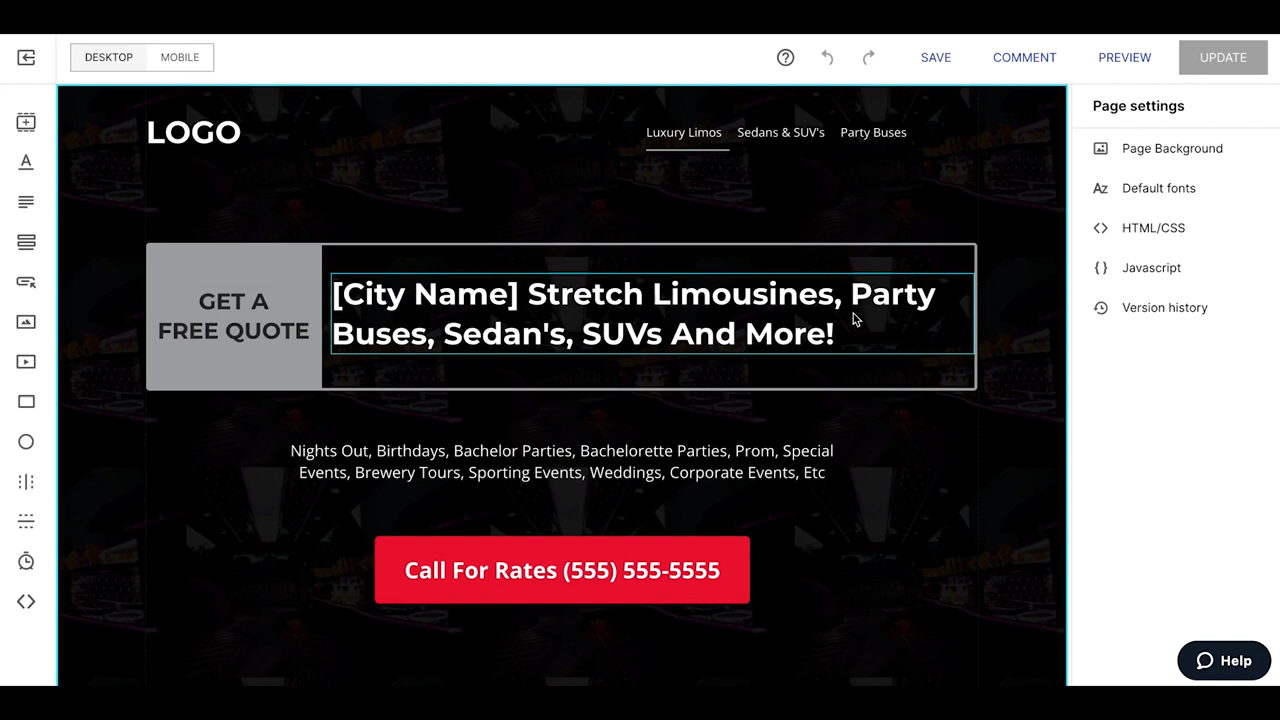 DESKTOP MOBILE
SAVE COMMENT PREVIEW UPDATE
Page settings
Page Background
Az Default fonts
HTML/CSS
Javascript
Version history
LOGO
Luxury Limos Sedans & SUV's Party Buses
GET A
FREE QUOTE
[City Name] Stretch Limousines, Party
Buses, Sedan's, SUVs And More!
Nights Out, Birthdays, Bachelor Parties, Bachelorette Parties, Prom, Special
Events, Brewery Tours, Sporting Events, Weddings, Corporate Events, Etc
Call For Rates (555) 555-5555
Help